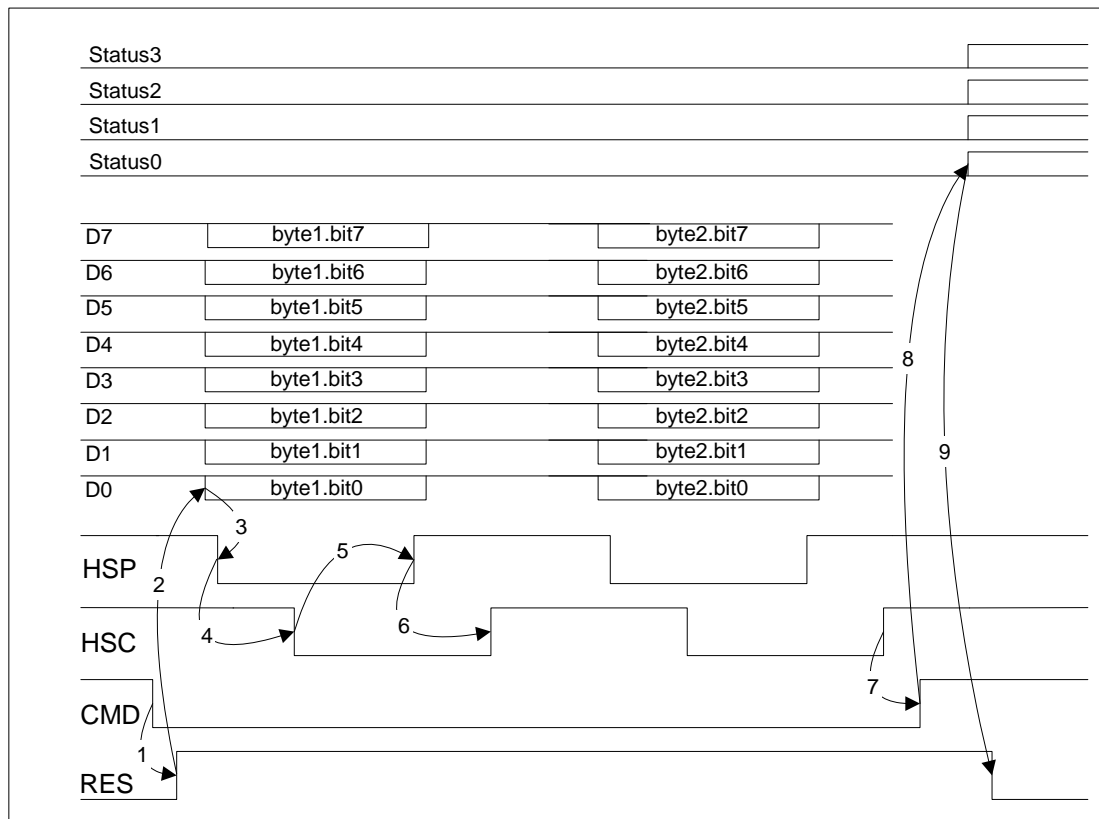 Status3
Status2
Status1
Status0
D7 byte1.bit7 byte2.bit7
D6 byte1.bit6 byte2.bit6
D5 byte1.bit5 byte2.bit5
D4 byte1.bit4 byte2.bit4
8
D3 byte1.bit3 byte2.bit3
D2 byte1.bit2 byte2.bit2
D1 byte1.bit1 byte2.bit1
9
D0 byte1.bit0 byte2.bit0
3
5
HSP
2
6
4
HSC
7
CMD
1
RES